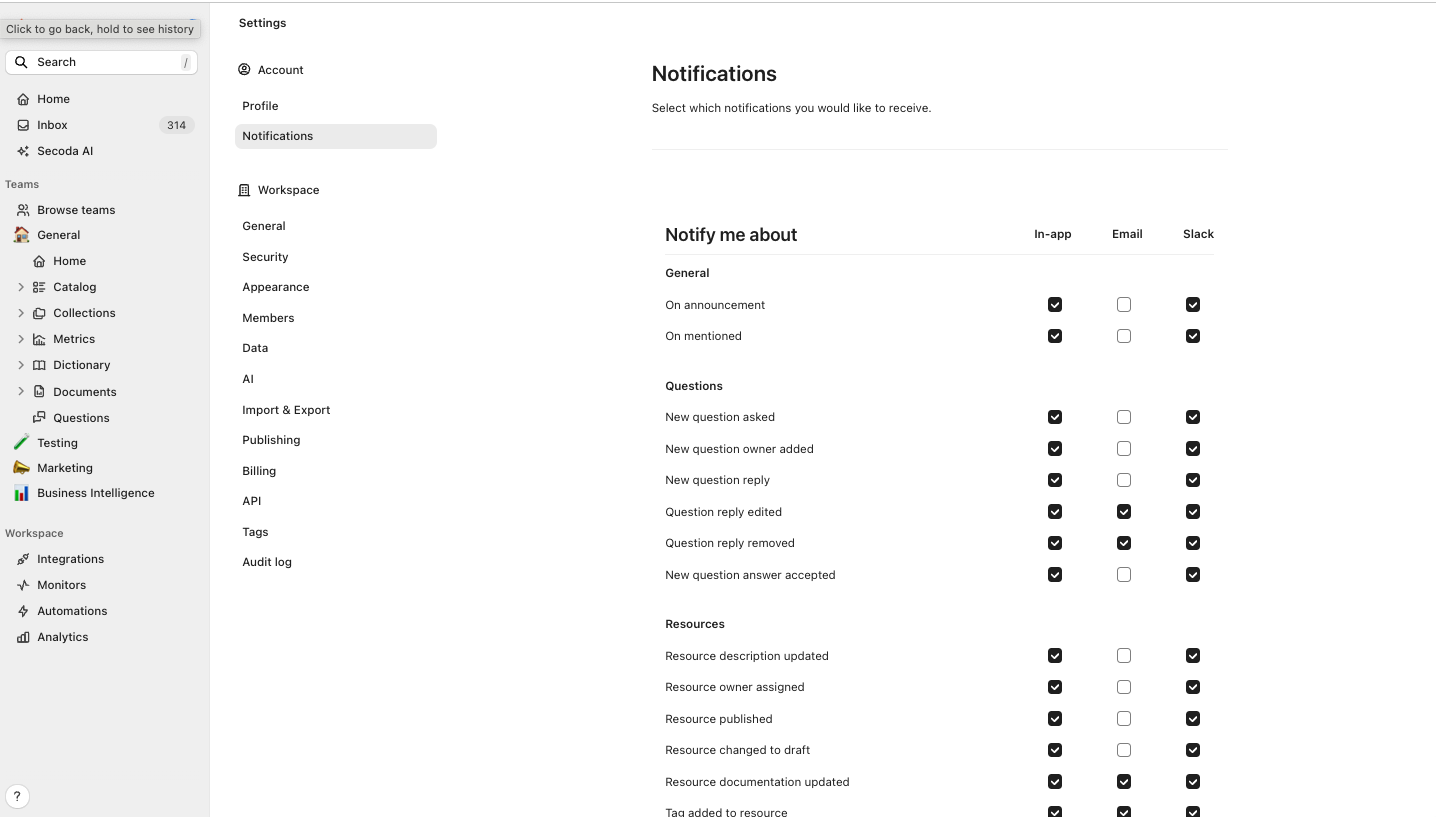 Click to go back, hold to see history
Search /
Home
Inbox 314
Secoda AI
Teams
Browse teams
General
Home
Catalog
Collections
Metrics
Dictionary
Documents
Questions
Testing
Marketing
Business Intelligence
Workspace
Integrations
Monitors
Automations
Analytics
?
Settings
Account
Profile
Notifications
Workspace
General
Security
Appearance
Members
Data
AI
Import & Export
Publishing
Billing
API
Tags
Audit log
Notifications
Select which notifications you would like to receive.
Notify me about In-app Email Slack
General
On announcement
On mentioned
Questions
New question asked
New question owner added
New question reply
Question reply edited
Question reply removed
New question answer accepted
Resources
Resource description updated
Resource owner assigned
Resource published
Resource changed to draft
Resource documentation updated
Tag added to resource